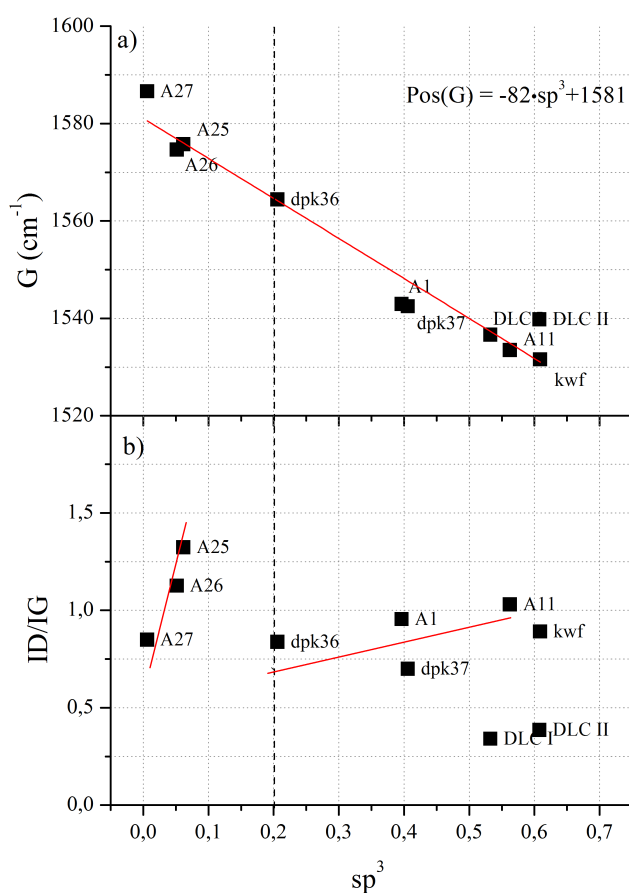 1600
a)
A27
Pos(G) = -82·sp³+1581
1580
A25
A26
G (cm⁻¹)
dpk36
1560
A1
1540
dpk37
DLC
DLC II
A11
kwf
1520
b)
1,5
A25
A26
ID/IG
1,0
A27
dpk36
A1
A11
kwf
dpk37
0,5
DLC I
DLC II
0,0
0,0 0,1 0,2 0,3 0,4 0,5 0,6 0,7
sp³